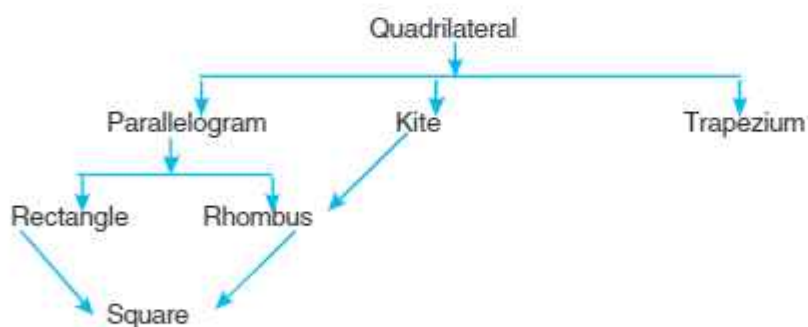 Quadrilateral
Parallelogram Kite Trapezium
Rectangle Rhombus
Square